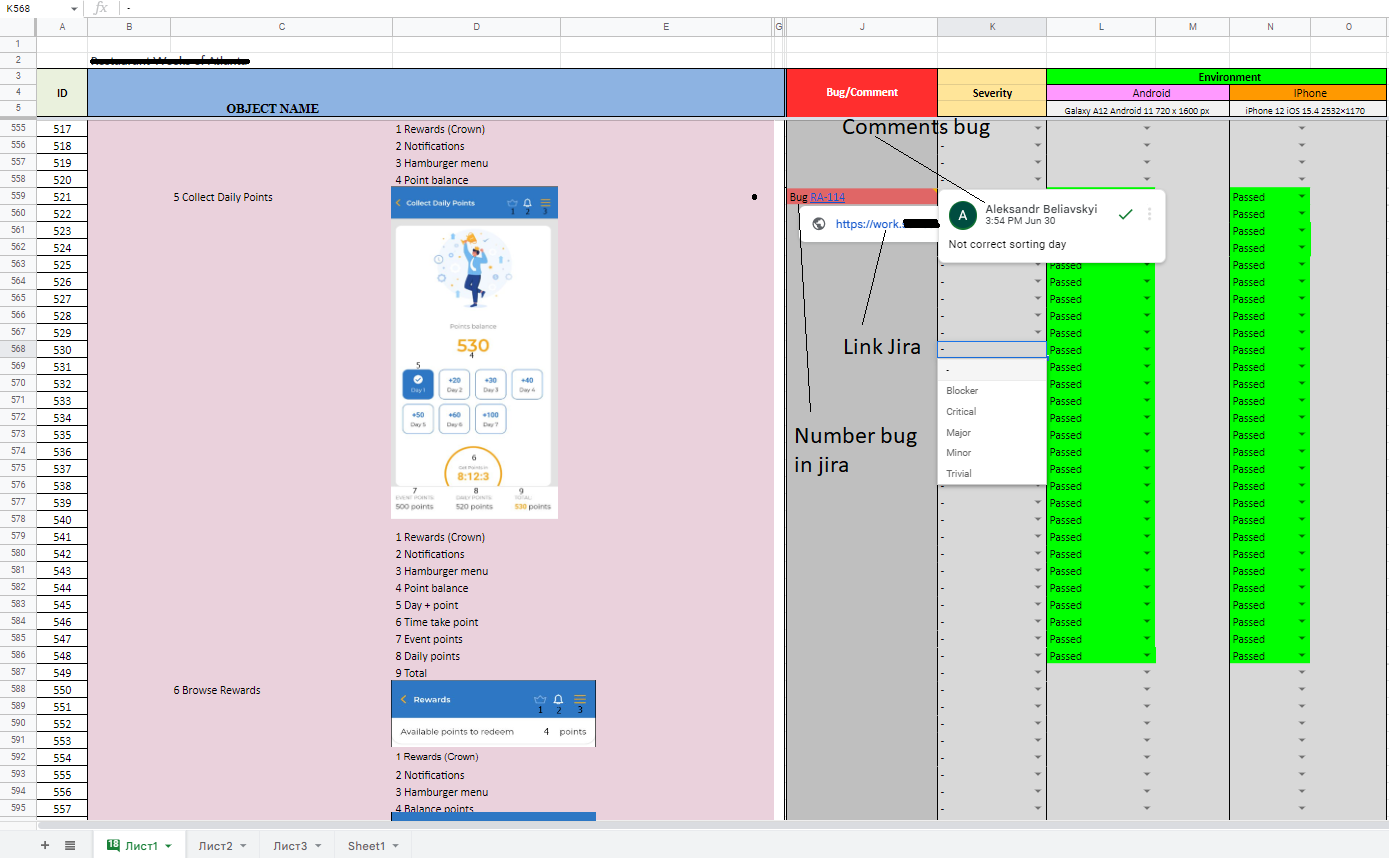 K568
fx
-
A B C D E G J K L M N O
1
2
3
4
5
ID
OBJECT NAME
Bug/Comment
Severity
Environment
Android
IPhone
Galaxy A12 Android 11 720 x 1600 px
iPhone 12 iOS 15.4 2532×1170
555 517 1 Rewards (Crown)
556 518 2 Notifications -
557 519 3 Hamburger menu -
558 520 4 Point balance -
Comments bug
559 521 5 Collect Daily Points • Bug RA-114 Passed
560 522 Passed
561 523 Passed
562 524 Passed
563 525 - Passed Passed
564 526 - Passed Passed
565 527 - Passed Passed
566 528 - Passed Passed
567 529 - Passed Passed
568 530 - Passed Passed
569 531 Passed Passed
570 532 Passed Passed
571 533 Passed Passed
572 534 Passed Passed
573 535 Passed Passed
574 536 Passed Passed
575 537 Passed Passed
576 538 Passed Passed
577 539 - Passed Passed
578 540 - Passed Passed
579 541 1 Rewards (Crown) - Passed Passed
580 542 2 Notifications - Passed Passed
581 543 3 Hamburger menu - Passed Passed
582 544 4 Point balance - Passed Passed
583 545 5 Day + point - Passed Passed
584 546 6 Time take point - Passed Passed
585 547 7 Event points - Passed Passed
586 548 8 Daily points - Passed Passed
587 549 9 Total -
588 550 6 Browse Rewards -
589 551 -
590 552 -
591 553 -
592 554 1 Rewards (Crown) -
593 555 2 Notifications -
594 556 3 Hamburger menu -
595 557 4 Balance points -
Collect Daily Points
1 2 3
Points balance
530
4
5
Day 1
+20
Day 2
+30
Day 3
+40
Day 4
+50
Day 5
+60
Day 6
+100
Day 7
6
8:12:3
7 8 9
EVENT POINTS DAILY POINTS TOTAL:
500 points 520 points 530 points
Rewards
1 2 3
Available points to redeem 4 points
https://work.
A
Aleksandr Beliavskyi
3:54 PM Jun 30
Not correct sorting day
Link Jira
Number bug
in jira
-
Blocker
Critical
Major
Minor
Trivial
18 Лист1
Лист2
Лист3
Sheet1